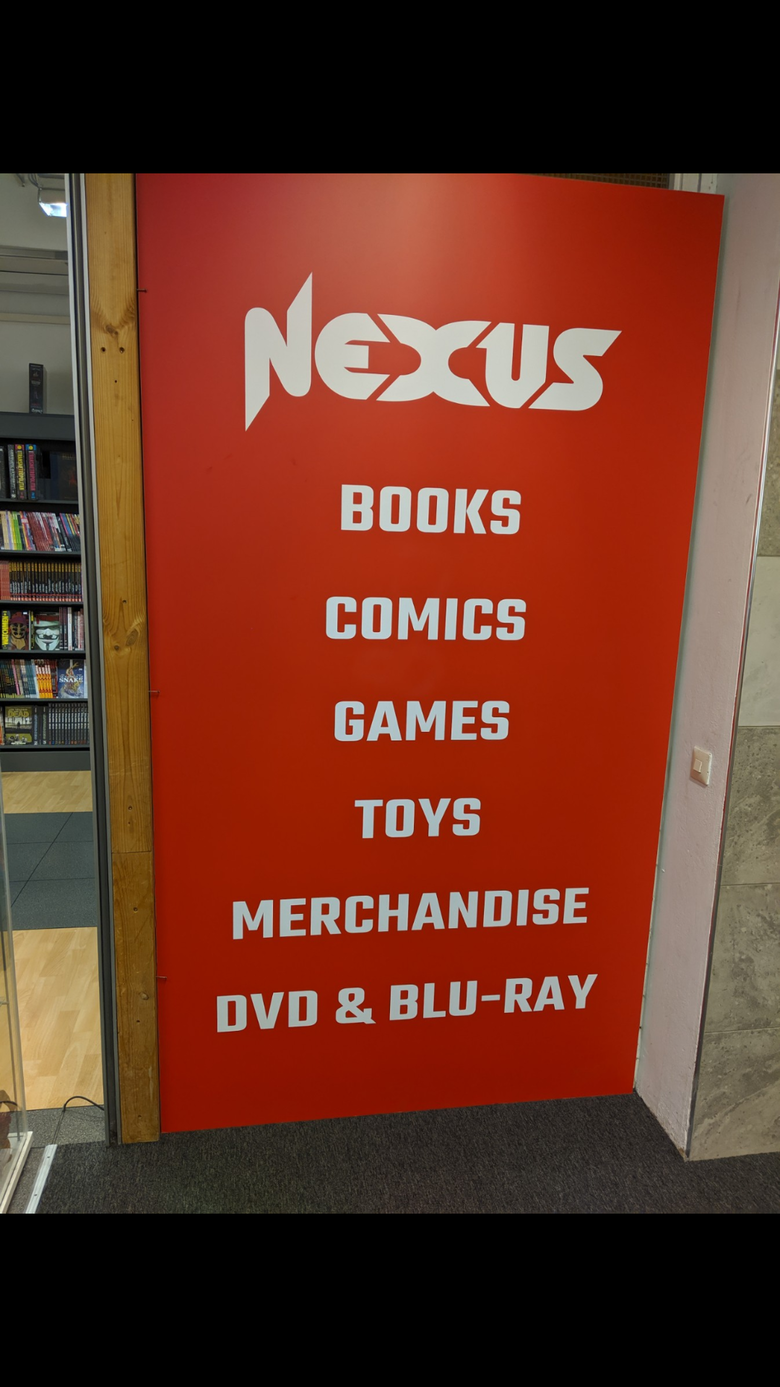 NEXUS
BOOKS
COMICS
GAMES
TOYS
MERCHANDISE
DVD & BLU-RAY